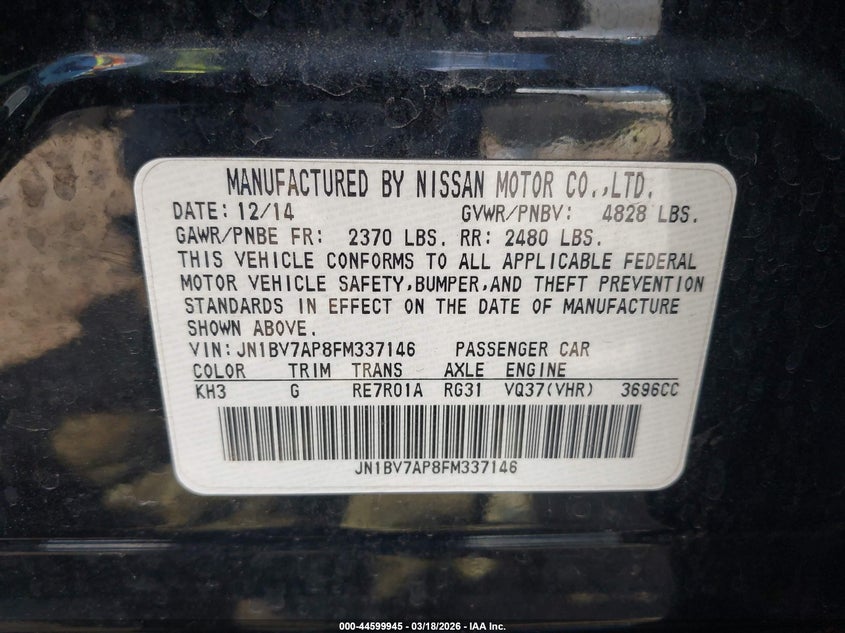 MANUFACTURED BY NISSAN MOTOR CO.,LTD.
DATE: 12/14 GVWR/PNBV: 4828 LBS.
GAWR/PNBE FR: 2370 LBS. RR: 2480 LBS.
THIS VEHICLE CONFORMS TO ALL APPLICABLE FEDERAL
MOTOR VEHICLE SAFETY,BUMPER,AND THEFT PREVENTION
STANDARDS IN EFFECT ON THE DATE OF MANUFACTURE
SHOWN ABOVE.
VIN: JN1BV7AP8FM337146 PASSENGER CAR
COLOR TRIM TRANS AXLE ENGINE
KH3 G RE7R01A RG31 VQ37(VHR) 3696CC
JN1BV7AP8FM337146
000-44599945 - 03/18/2026 - IAA Inc.